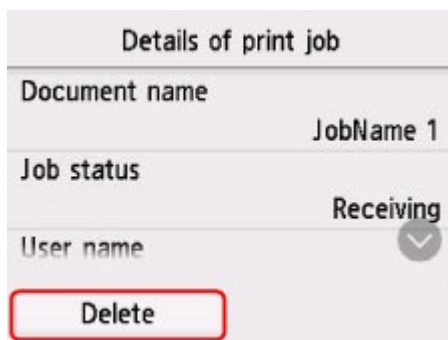 Details of print job
Document name
JobName 1
Job status
Receiving
User name
Delete